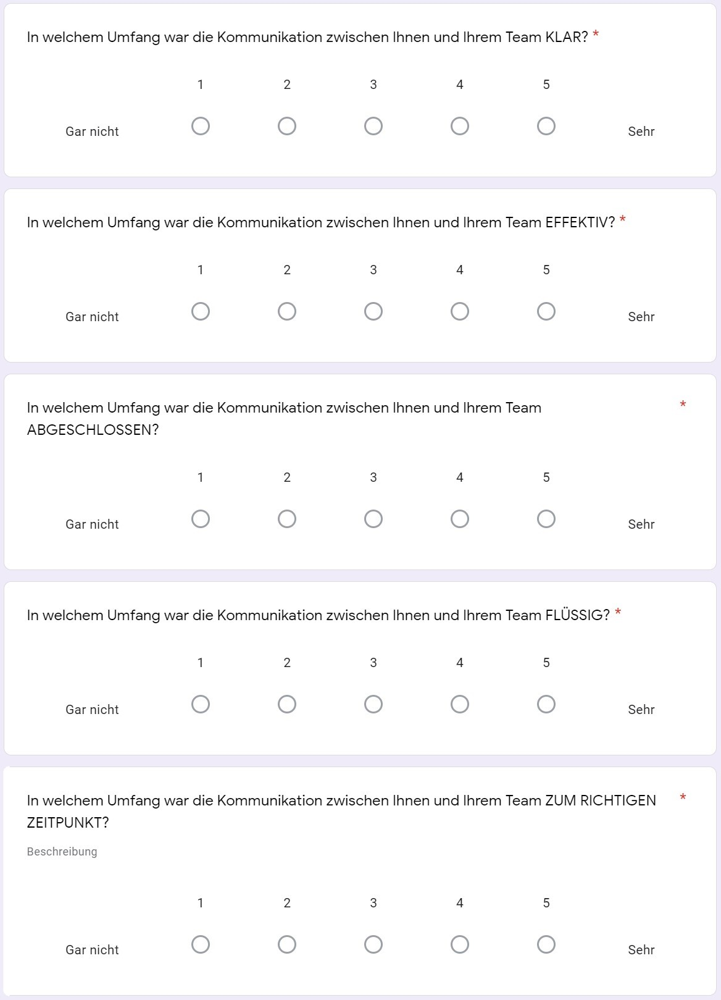 In welchem Umfang war die Kommunikation zwischen Ihnen und Ihrem Team KLAR? *
1 2 3 4 5
Gar nicht Sehr
In welchem Umfang war die Kommunikation zwischen Ihnen und Ihrem Team EFFEKTIV? *
1 2 3 4 5
Gar nicht Sehr
In welchem Umfang war die Kommunikation zwischen Ihnen und Ihrem Team *
ABGESCHLOSSEN?
1 2 3 4 5
Gar nicht Sehr
In welchem Umfang war die Kommunikation zwischen Ihnen und Ihrem Team FLÜSSIG? *
1 2 3 4 5
Gar nicht Sehr
In welchem Umfang war die Kommunikation zwischen Ihnen und Ihrem Team ZUM RICHTIGEN *
ZEITPUNKT?
Beschreibung
1 2 3 4 5
Gar nicht Sehr